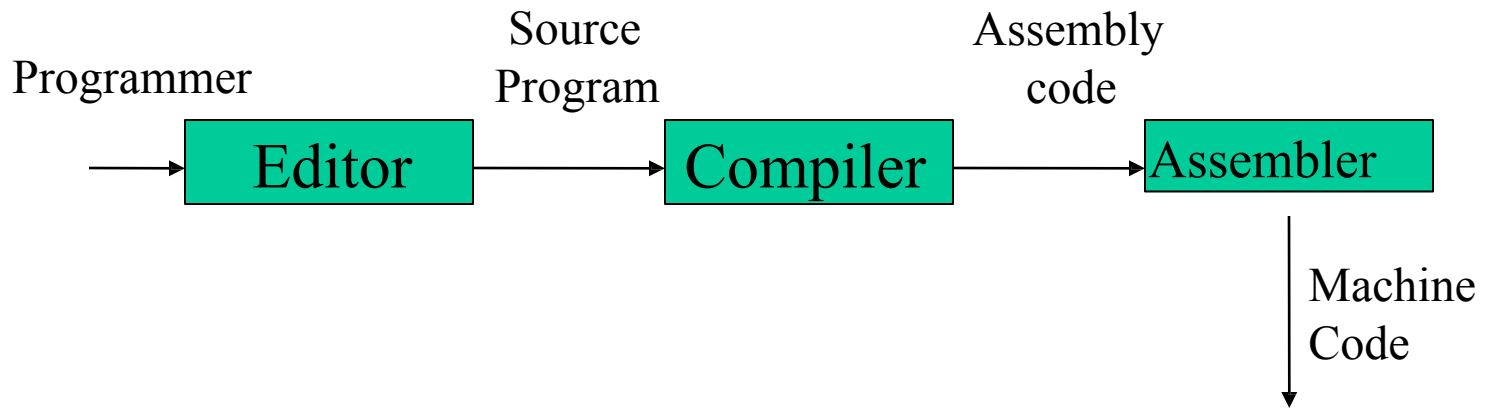 Programmer
Editor
Source
Program
Compiler
Assembly
code
Assembler
Machine
Code